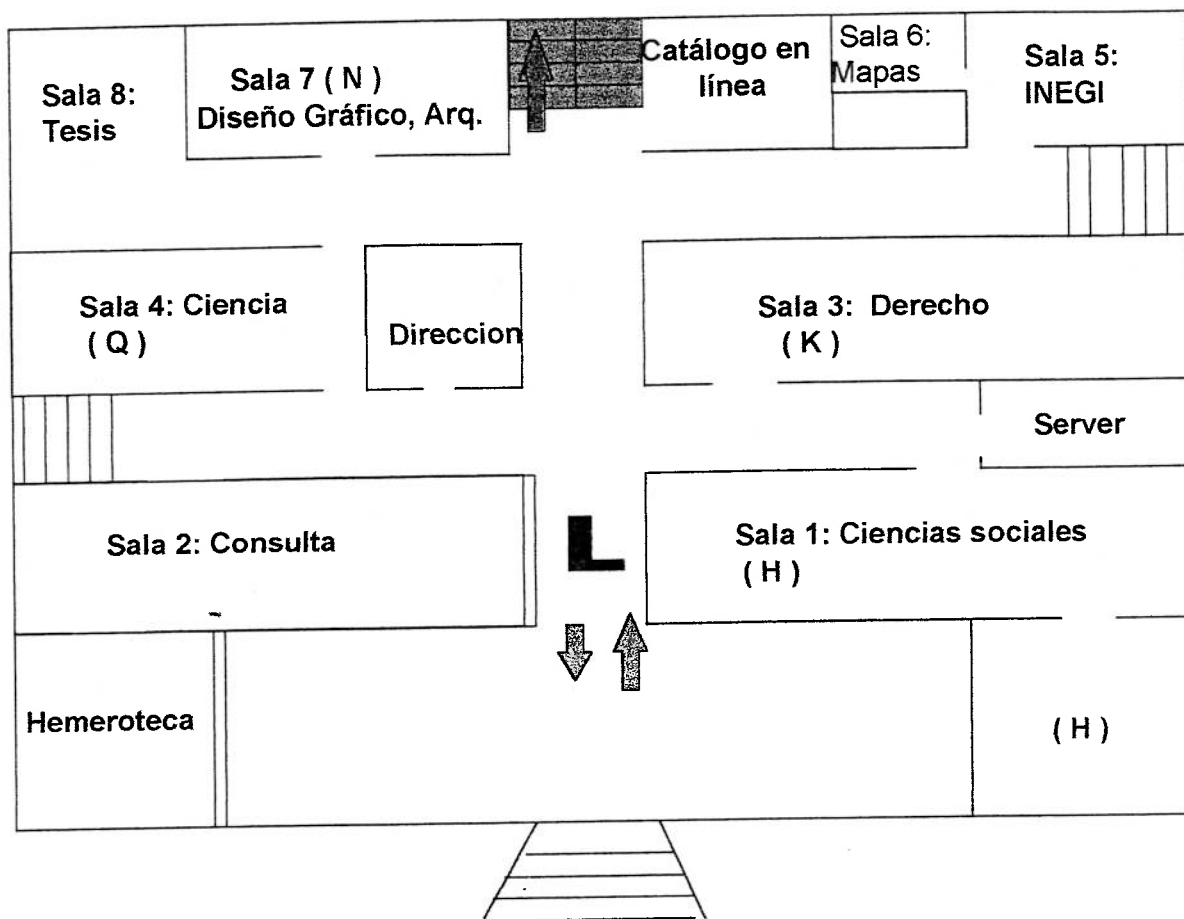 Sala 8:
Tesis
Sala 7 ( N )
Diseño Gráfico, Arq.
Catálogo en
línea
Sala 6:
Mapas
Sala 5:
INEGI
Sala 4: Ciencia
( Q )
Direccion
Sala 3: Derecho
( K )
Server
Sala 2: Consulta
Sala 1: Ciencias sociales
( H )
Hemeroteca
( H )